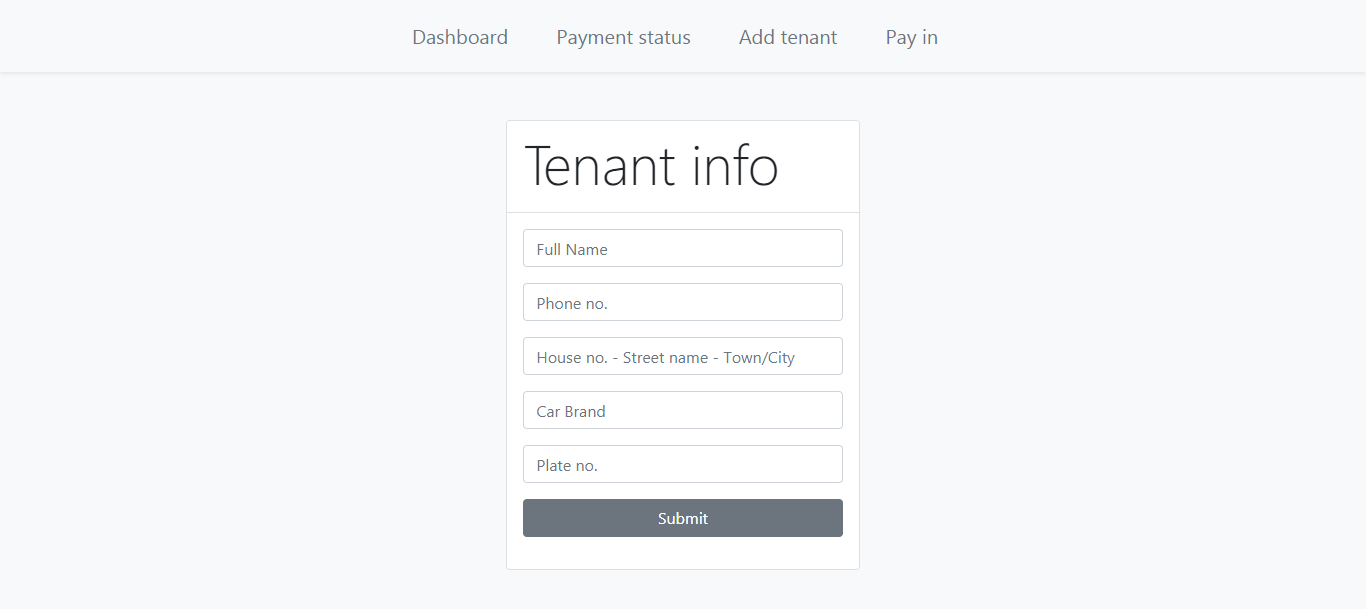 Dashboard Payment status Add tenant Pay in
Tenant info
Full Name
Phone no.
House no. - Street name - Town/City
Car Brand
Plate no.
Submit